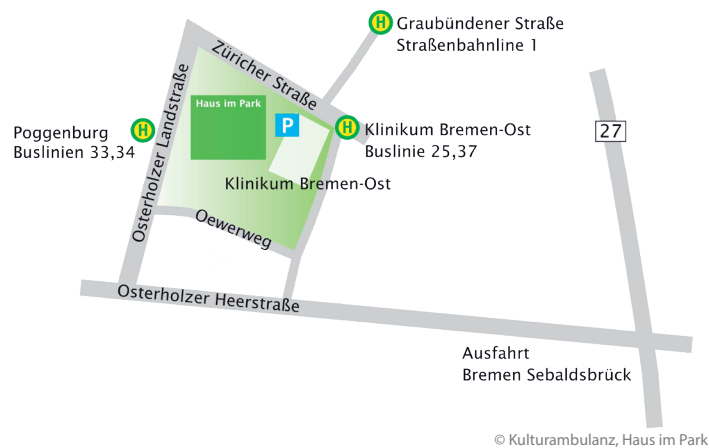 H
Graubündener Straße
Straßenbahnline 1
Züricher Straße
Haus im Park
P
27
H
Poggenburg
Buslinien 33,34
H
Klinikum Bremen-Ost
Buslinie 25,37
Osterholzer Landstraße
Klinikum Bremen-Ost
Oewerweg
Osterholzer Heerstraße
Ausfahrt
Bremen Sebaldsbrück
© Kulturambulanz, Haus im Park